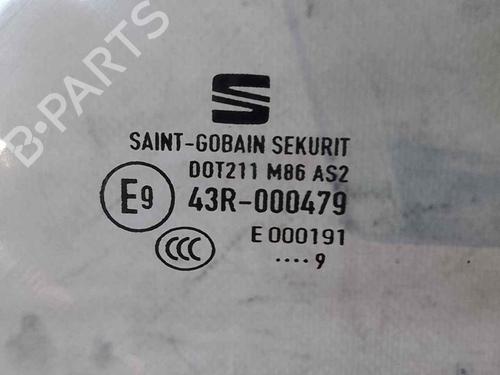 B-PARTS
SAINT-GOBAIN SEKURIT
DOT211 M86 AS2
E9 43R-000479
CCC E 000191
.... 9